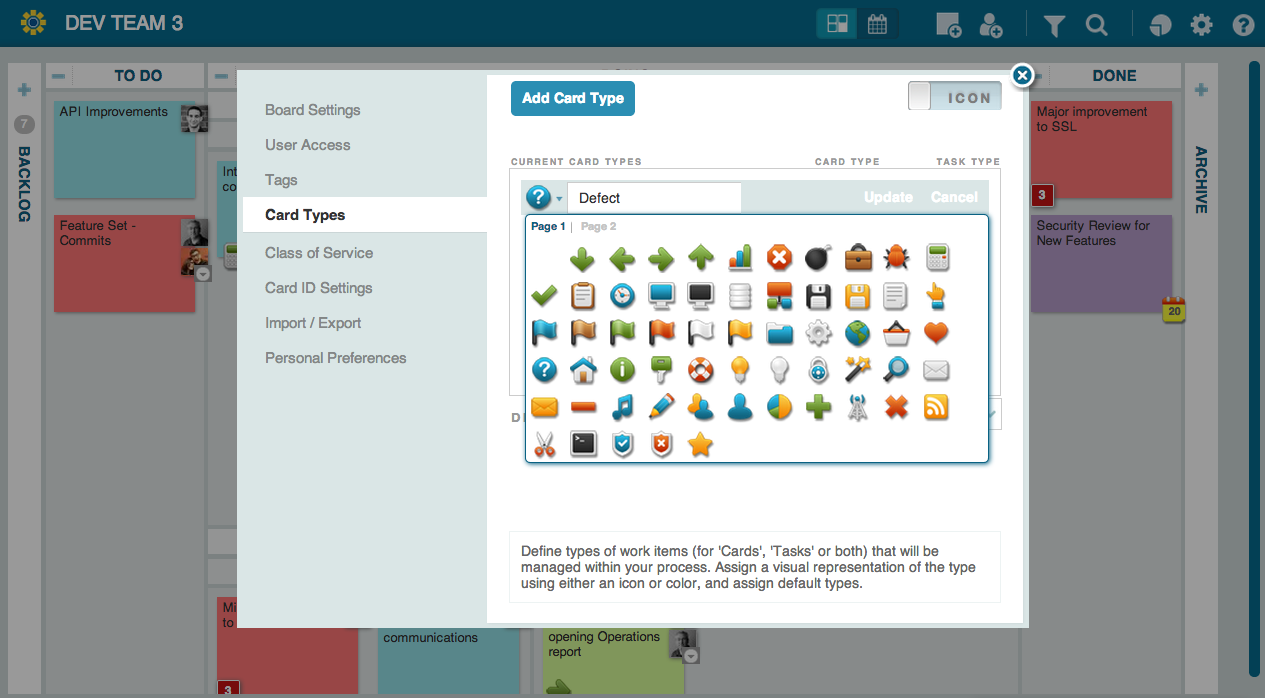 DEV TEAM 3
TO DO
DONE
7
BACKLOG
ARCHIVE
API Improvements
Feature Set -
Commits
Int
co
Major improvement
to SSL
3
Security Review for
New Features
20
Board Settings
User Access
Tags
Card Types
Class of Service
Card ID Settings
Import / Export
Personal Preferences
Add Card Type
ICON
CURRENT CARD TYPES
CARD TYPE
TASK TYPE
Defect
Update
Cancel
Page 1 | Page 2
D
Define types of work items (for 'Cards', 'Tasks' or both) that will be
managed within your process. Assign a visual representation of the type
using either an icon or color, and assign default types.
Mi
to
3
communications
opening Operations
report